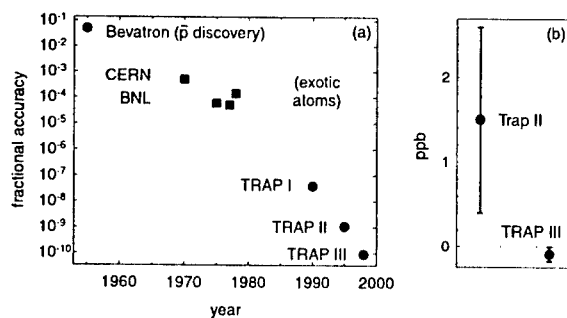 10⁻¹
10⁻²
10⁻³
10⁻⁴
10⁻⁵
10⁻⁶
10⁻⁷
10⁻⁸
10⁻⁹
10⁻¹⁰
fractional accuracy
Bevatron (p̄ discovery)
(a)
CERN
BNL
(exotic
atoms)
TRAP I
TRAP II
TRAP III
1960 1970 1980 1990 2000
year
(b)
2
1
0
ppb
Trap II
TRAP III